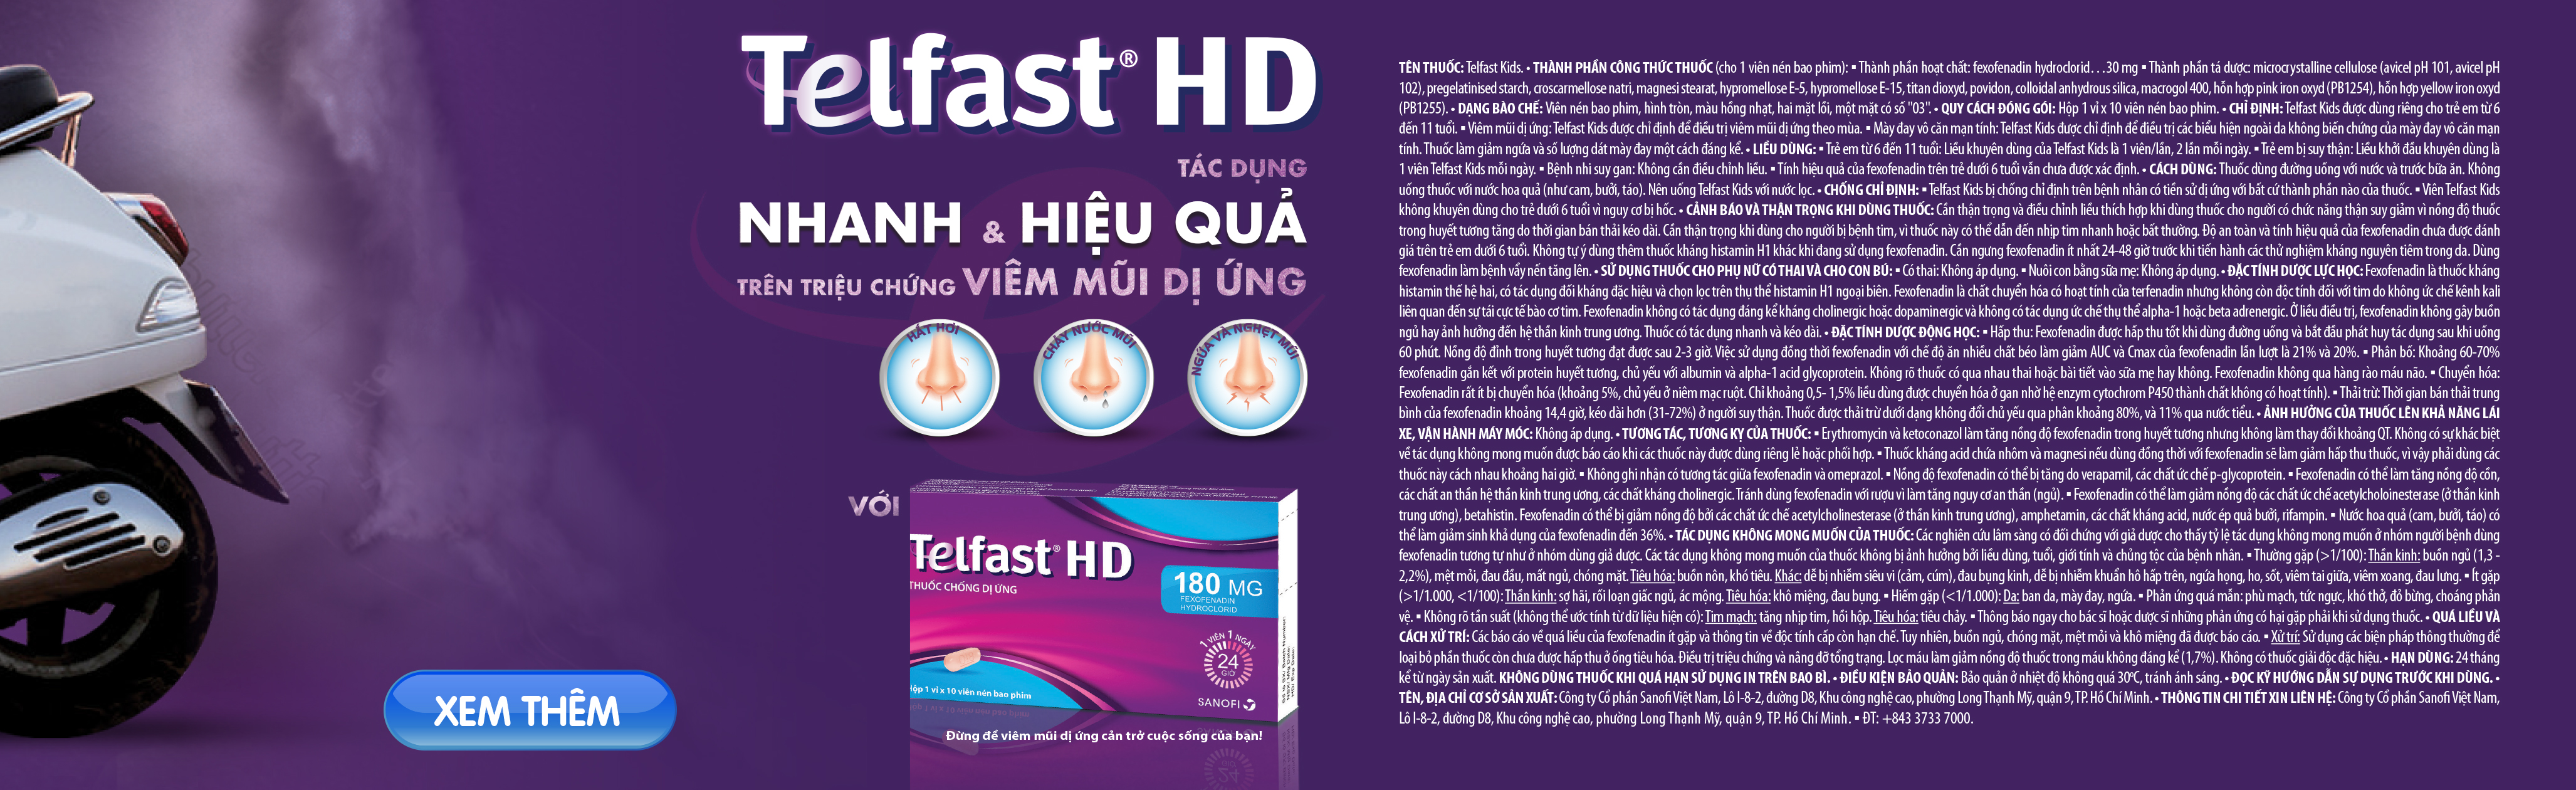 Telfast® HD
TÁC DỤNG
NHANH & HIỆU QUẢ
TRÊN TRIỆU CHỨNG VIÊM MŨI DỊ ỨNG
HẮT HƠI
CHẢY NƯỚC MŨI
NGỨA VÀ NGHẸT MŨI
VỚI
Telfast® HD
THUỐC CHỐNG DỊ ỨNG
180 MG
FEXOFENADIN
HYDROCLORID
1 VIÊN 1 NGÀY
24
GIỜ
SANOFI
Hộp 1 vỉ x 10 viên nén bao phim
Đừng để viêm mũi dị ứng cản trở cuộc sống của bạn!
XEM THÊM
TÊN THUỐC: Telfast Kids. • THÀNH PHẦN CÔNG THỨC THUỐC (cho 1 viên nén bao phim): ▪ Thành phần hoạt chất: fexofenadin hydroclorid…30 mg ▪ Thành phần tá dược: microcrystalline cellulose (avicel pH 101, avicel pH
102), pregelatinised starch, croscarmellose natri, magnesi stearat, hypromellose E-5, hypromellose E-15, titan dioxyd, povidon, colloidal anhydrous silica, macrogol 400, hỗn hợp pink iron oxyd (PB1254), hỗn hợp yellow iron oxyd
(PB1255). • DẠNG BÀO CHẾ: Viên nén bao phim, hình tròn, màu hồng nhạt, hai mặt lồi, một mặt có số "03". • QUY CÁCH ĐÓNG GÓI: Hộp 1 vỉ x 10 viên nén bao phim. • CHỈ ĐỊNH: Telfast Kids được dùng riêng cho trẻ em từ 6
đến 11 tuổi. ▪ Viêm mũi dị ứng: Telfast Kids được chỉ định để điều trị viêm mũi dị ứng theo mùa. ▪ Mày đay vô căn mạn tính: Telfast Kids được chỉ định để điều trị các biểu hiện ngoài da không biến chứng của mày đay vô căn mạn
tính. Thuốc làm giảm ngứa và số lượng dát mày đay một cách đáng kể. • LIỀU DÙNG: ▪ Trẻ em từ 6 đến 11 tuổi: Liều khuyên dùng của Telfast Kids là 1 viên/lần, 2 lần mỗi ngày. ▪ Trẻ em bị suy thận: Liều khởi đầu khuyên dùng là
1 viên Telfast Kids mỗi ngày. ▪ Bệnh nhi suy gan: Không cần điều chỉnh liều. ▪ Tính hiệu quả của fexofenadin trên trẻ dưới 6 tuổi vẫn chưa được xác định. • CÁCH DÙNG: Thuốc dùng đường uống với nước và trước bữa ăn. Không
uống thuốc với nước hoa quả (như cam, bưởi, táo). Nên uống Telfast Kids với nước lọc. • CHỐNG CHỈ ĐỊNH: ▪ Telfast Kids bị chống chỉ định trên bệnh nhân có tiền sử dị ứng với bất cứ thành phần nào của thuốc. ▪ Viên Telfast Kids
không khuyên dùng cho trẻ dưới 6 tuổi vì nguy cơ bị hốc. • CẢNH BÁO VÀ THẬN TRỌNG KHI DÙNG THUỐC: Cần thận trọng và điều chỉnh liều thích hợp khi dùng thuốc cho người có chức năng thận suy giảm vì nồng độ thuốc
trong huyết tương tăng do thời gian bán thải kéo dài. Cần thận trọng khi dùng cho người bị bệnh tim, vì thuốc này có thể dẫn đến nhịp tim nhanh hoặc bất thường. Độ an toàn và tính hiệu quả của fexofenadin chưa được đánh
giá trên trẻ em dưới 6 tuổi. Không tự ý dùng thêm thuốc kháng histamin H1 khác khi đang sử dụng fexofenadin. Cần ngưng fexofenadin ít nhất 24-48 giờ trước khi tiến hành các thử nghiệm kháng nguyên tiêm trong da. Dùng
fexofenadin làm bệnh vẩy nến tăng lên. • SỬ DỤNG THUỐC CHO PHỤ NỮ CÓ THAI VÀ CHO CON BÚ: ▪ Có thai: Không áp dụng. ▪ Nuôi con bằng sữa mẹ: Không áp dụng. • ĐẶC TÍNH DƯỢC LỰC HỌC: Fexofenadin là thuốc kháng
histamin thế hệ hai, có tác dụng đối kháng đặc hiệu và chọn lọc trên thụ thể histamin H1 ngoại biên. Fexofenadin là chất chuyển hóa có hoạt tính của terfenadin nhưng không còn độc tính đối với tim do không ức chế kênh kali
liên quan đến sự tái cực tế bào cơ tim. Fexofenadin không có tác dụng đáng kể kháng cholinergic hoặc dopaminergic và không có tác dụng ức chế thụ thể alpha-1 hoặc beta adrenergic. Ở liều điều trị, fexofenadin không gây buồn
ngủ hay ảnh hưởng đến hệ thần kinh trung ương. Thuốc có tác dụng nhanh và kéo dài. • ĐẶC TÍNH DƯỢC ĐỘNG HỌC: ▪ Hấp thu: Fexofenadin được hấp thu tốt khi dùng đường uống và bắt đầu phát huy tác dụng sau khi uống
60 phút. Nồng độ đỉnh trong huyết tương đạt được sau 2-3 giờ. Việc sử dụng đồng thời fexofenadin với chế độ ăn nhiều chất béo làm giảm AUC và Cmax của fexofenadin lần lượt là 21% và 20%. ▪ Phân bố: Khoảng 60-70%
fexofenadin gắn kết với protein huyết tương, chủ yếu với albumin và alpha-1 acid glycoprotein. Không rõ thuốc có qua nhau thai hoặc bài tiết vào sữa mẹ hay không. Fexofenadin không qua hàng rào máu não. ▪ Chuyển hóa:
Fexofenadin rất ít bị chuyển hóa (khoảng 5%, chủ yếu ở niêm mạc ruột. Chỉ khoảng 0,5- 1,5% liều dùng được chuyển hóa ở gan nhờ hệ enzym cytochrom P450 thành chất không có hoạt tính). ▪ Thải trừ: Thời gian bán thải trung
bình của fexofenadin khoảng 14,4 giờ, kéo dài hơn (31-72%) ở người suy thận. Thuốc được thải trừ dưới dạng không đổi chủ yếu qua phân khoảng 80%, và 11% qua nước tiểu. • ẢNH HƯỞNG CỦA THUỐC LÊN KHẢ NĂNG LÁI
XE, VẬN HÀNH MÁY MÓC: Không áp dụng. • TƯƠNG TÁC, TƯƠNG KỴ CỦA THUỐC: ▪ Erythromycin và ketoconazol làm tăng nồng độ fexofenadin trong huyết tương nhưng không làm thay đổi khoảng QT. Không có sự khác biệt
về tác dụng không mong muốn được báo cáo khi các thuốc này được dùng riêng lẻ hoặc phối hợp. ▪ Thuốc kháng acid chứa nhôm và magnesi nếu dùng đồng thời với fexofenadin sẽ làm giảm hấp thu thuốc, vì vậy phải dùng các
thuốc này cách nhau khoảng hai giờ. ▪ Không ghi nhận có tương tác giữa fexofenadin và omeprazol. ▪ Nồng độ fexofenadin có thể bị tăng do verapamil, các chất ức chế p-glycoprotein. ▪ Fexofenadin có thể làm tăng nồng độ cồn,
các chất an thần hệ thần kinh trung ương, các chất kháng cholinergic. Tránh dùng fexofenadin với rượu vì làm tăng nguy cơ an thần (ngủ). ▪ Fexofenadin có thể làm giảm nồng độ các chất ức chế acetylcholoinesterase (ở thần kinh
trung ương), betahistin. Fexofenadin có thể bị giảm nồng độ bởi các chất ức chế acetylcholinesterase (ở thần kinh trung ương), amphetamin, các chất kháng acid, nước ép quả bưởi, rifampin. ▪ Nước hoa quả (cam, bưởi, táo) có
thể làm giảm sinh khả dụng của fexofenadin đến 36%. • TÁC DỤNG KHÔNG MONG MUỐN CỦA THUỐC: Các nghiên cứu lâm sàng có đối chứng với giả dược cho thấy tỷ lệ tác dụng không mong muốn ở nhóm người bệnh dùng
fexofenadin tương tự như ở nhóm dùng giả dược. Các tác dụng không mong muốn của thuốc không bị ảnh hưởng bởi liều dùng, tuổi, giới tính và chủng tộc của bệnh nhân. ▪ Thường gặp (>1/100): Thần kinh: buồn ngủ (1,3 -
2,2%), mệt mỏi, đau đầu, mất ngủ, chóng mặt. Tiêu hóa: buồn nôn, khó tiêu. Khác: dễ bị nhiễm siêu vi (cảm, cúm), đau bụng kinh, dễ bị nhiễm khuẩn hô hấp trên, ngứa họng, ho, sốt, viêm tai giữa, viêm xoang, đau lưng. ▪ Ít gặp
(>1/1.000, <1/100): Thần kinh: sợ hãi, rối loạn giấc ngủ, ác mộng. Tiêu hóa: khô miệng, đau bụng. ▪ Hiếm gặp (<1/1.000): Da: ban da, mày đay, ngứa. ▪ Phản ứng quá mẫn: phù mạch, tức ngực, khó thở, đỏ bừng, choáng phản
vệ. ▪ Không rõ tần suất (không thể ước tính từ dữ liệu hiện có): Tim mạch: tăng nhịp tim, hồi hộp. Tiêu hóa: tiêu chảy. ▪ Thông báo ngay cho bác sĩ hoặc dược sĩ những phản ứng có hại gặp phải khi sử dụng thuốc. • QUÁ LIỀU VÀ
CÁCH XỬ TRÍ: Các báo cáo về quá liều của fexofenadin ít gặp và thông tin về độc tính cấp còn hạn chế. Tuy nhiên, buồn ngủ, chóng mặt, mệt mỏi và khô miệng đã được báo cáo. ▪ Xử trí: Sử dụng các biện pháp thông thường để
loại bỏ phần thuốc còn chưa được hấp thu ở ống tiêu hóa. Điều trị triệu chứng và nâng đỡ tổng trạng. Lọc máu làm giảm nồng độ thuốc trong máu không đáng kể (1,7%). Không có thuốc giải độc đặc hiệu. • HẠN DÙNG: 24 tháng
kể từ ngày sản xuất. KHÔNG DÙNG THUỐC KHI QUÁ HẠN SỬ DỤNG IN TRÊN BAO BÌ. • ĐIỀU KIỆN BẢO QUẢN: Bảo quản ở nhiệt độ không quá 30ºC, tránh ánh sáng. • ĐỌC KỸ HƯỚNG DẪN SỰ DỤNG TRƯỚC KHI DÙNG. •
TÊN, ĐỊA CHỈ CƠ SỞ SẢN XUẤT: Công ty Cổ phần Sanofi Việt Nam, Lô I-8-2, đường D8, Khu công nghệ cao, phường Long Thạnh Mỹ, quận 9, TP. Hồ Chí Minh. • THÔNG TIN CHI TIẾT XIN LIÊN HỆ: Công ty Cổ phần Sanofi Việt Nam,
Lô I-8-2, đường D8, Khu công nghệ cao, phường Long Thạnh Mỹ, quận 9, TP. Hồ Chí Minh. ▪ ĐT: +843 3733 7000.